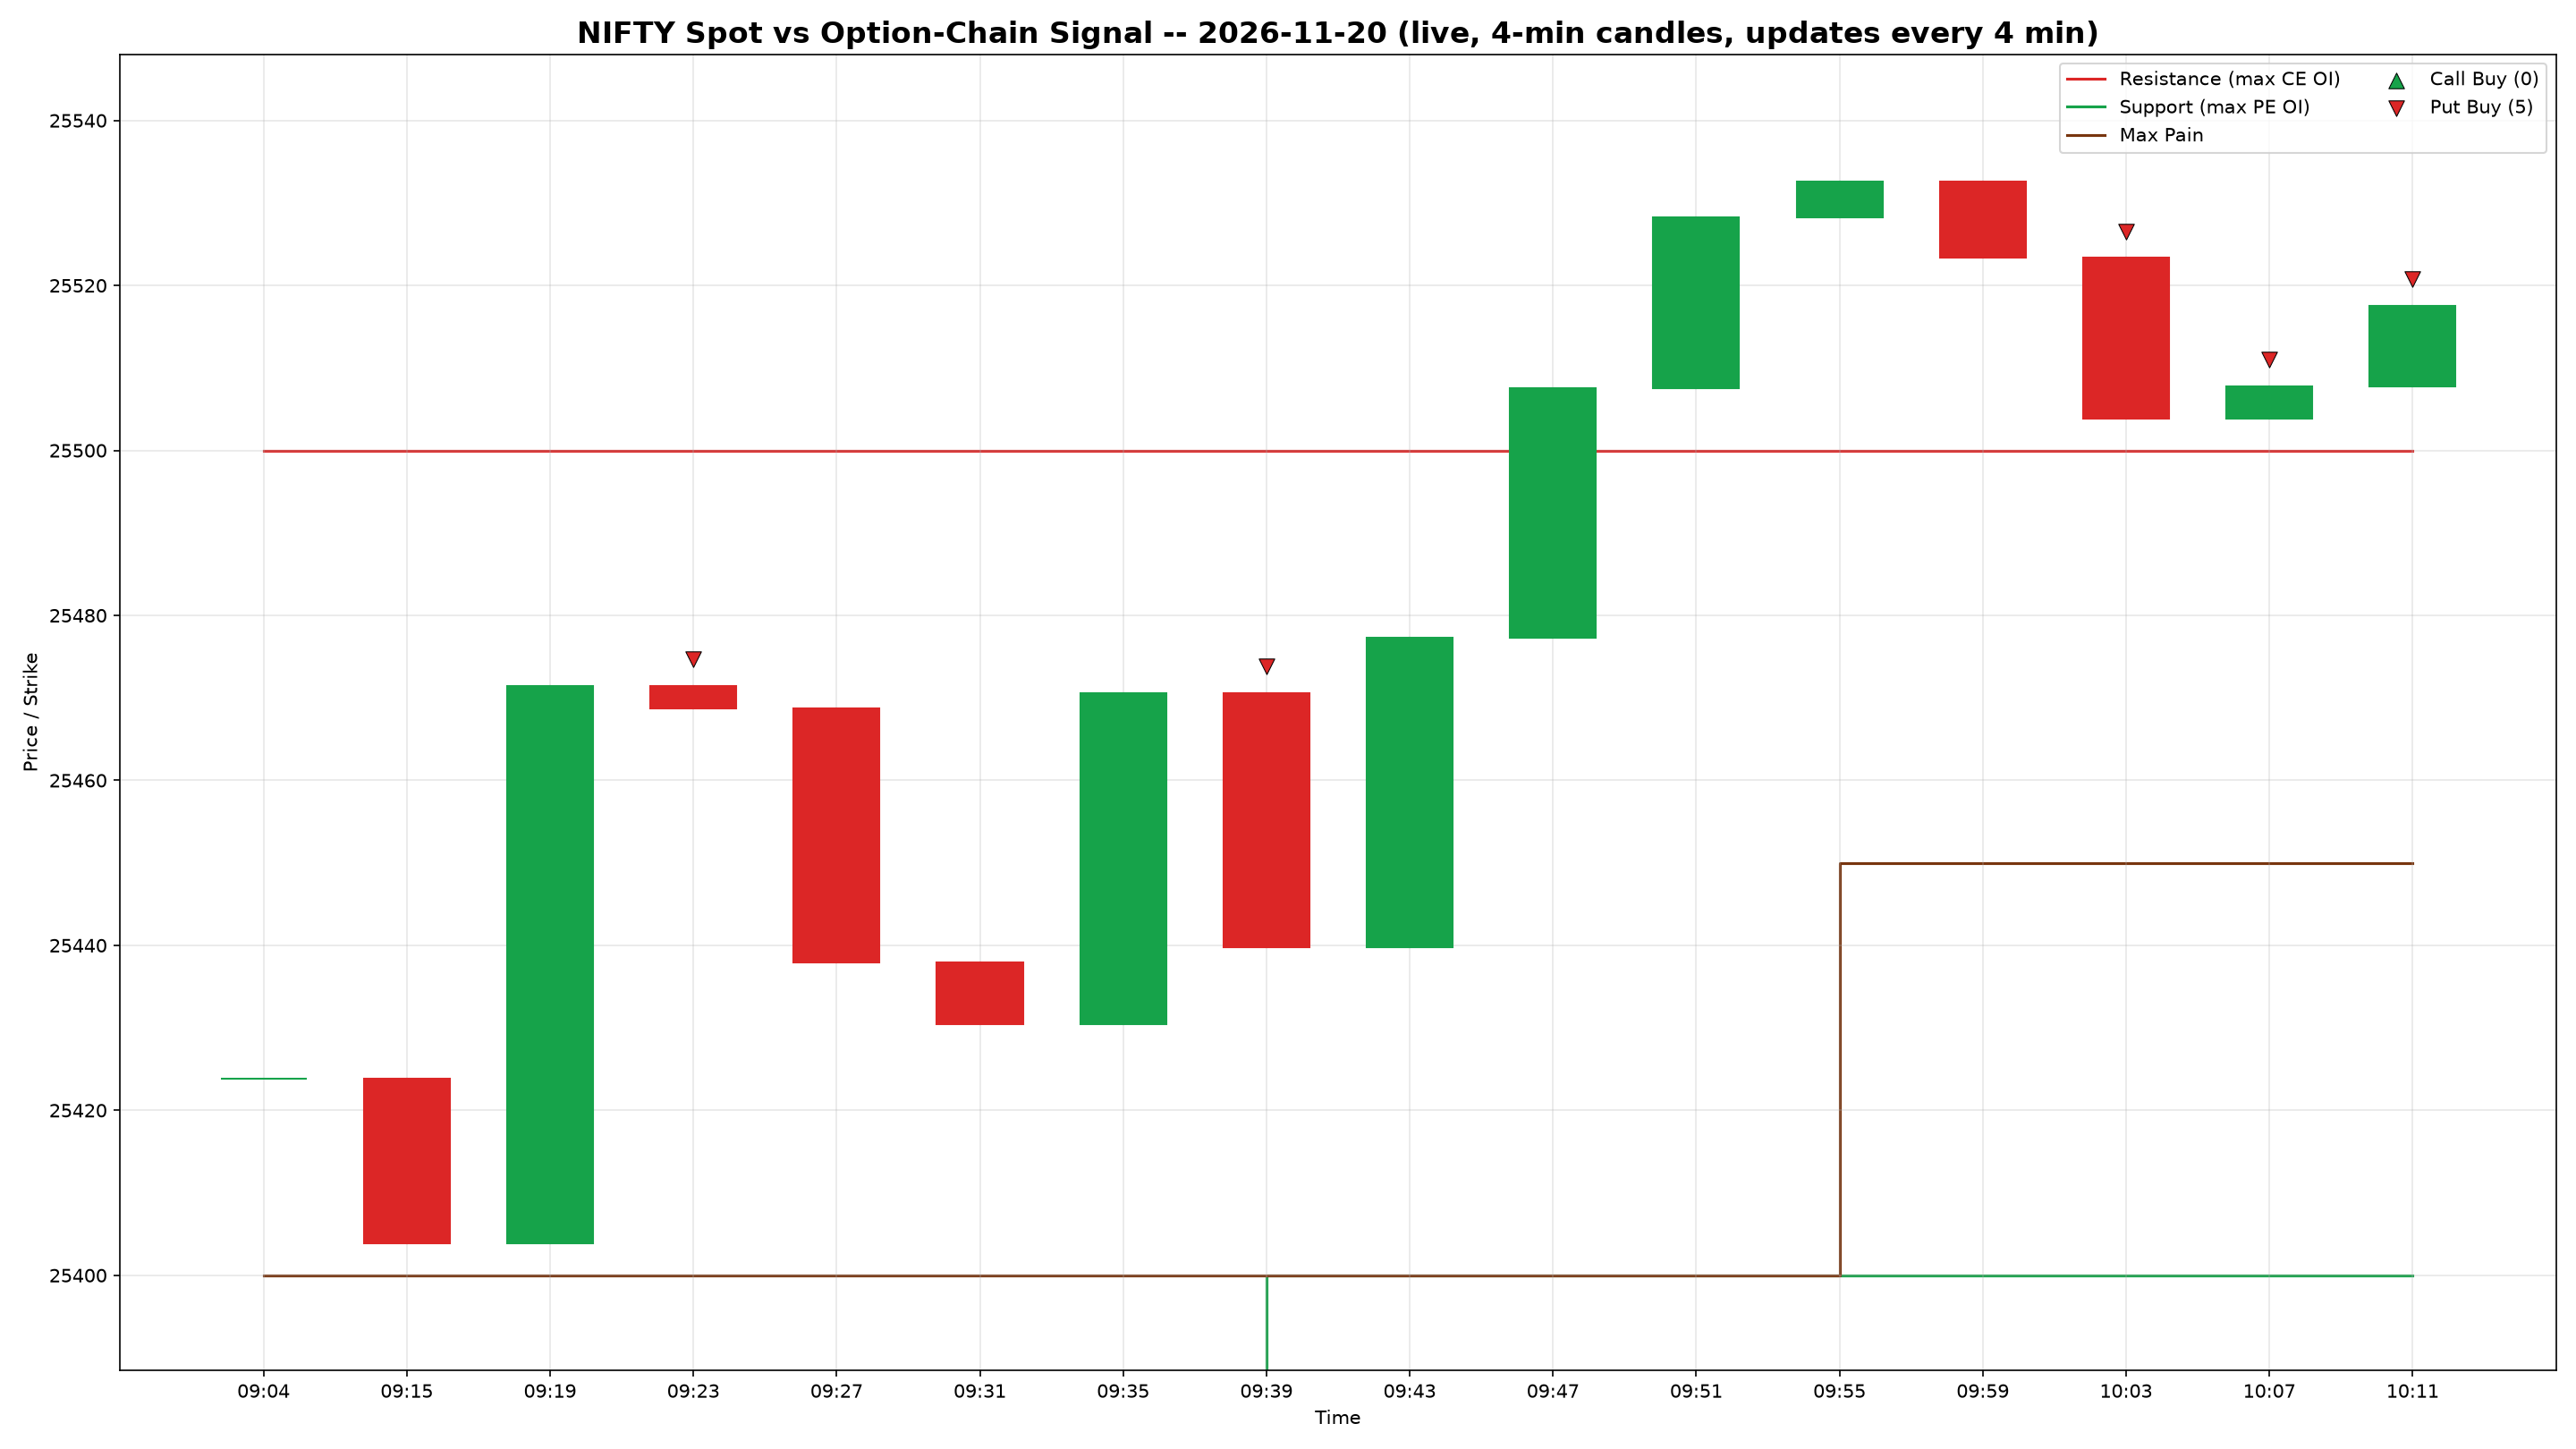 NIFTY Spot vs Option-Chain Signal -- 2026-11-20 (live, 4-min candles, updates every 4 min)
Resistance (max CE OI)
Support (max PE OI)
Max Pain
Call Buy (0)
Put Buy (5)
Price / Strike
25540
25520
25500
25480
25460
25440
25420
25400
09:04 09:15 09:19 09:23 09:27 09:31 09:35 09:39 09:43 09:47 09:51 09:55 09:59 10:03 10:07 10:11
Time